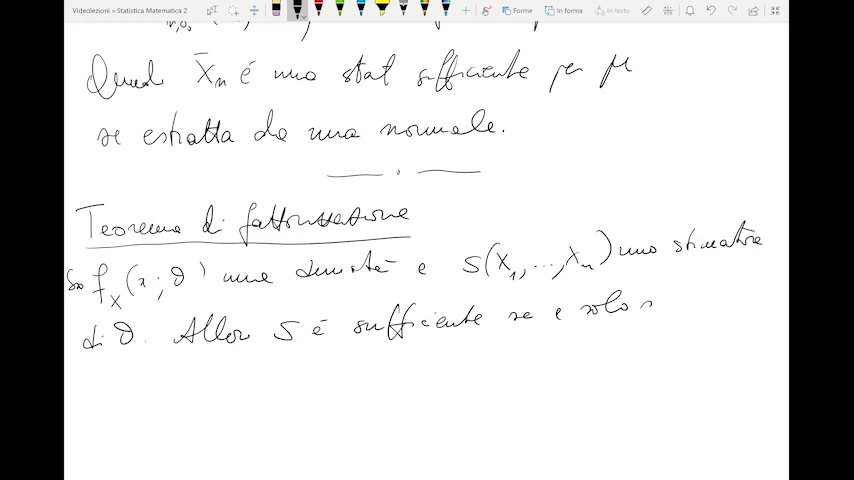 Videolezioni » Statistica Matematica 2
Forme
In forma
In testo
Quindi X̄n é una stat sufficiente per μ
se estratta da una normale.
Teorema di fattorizzazione
Sia f_X(x; θ) una densità e S(X1, ..., Xn) uno stimatore
di θ. Allora S é sufficiente se e solo s